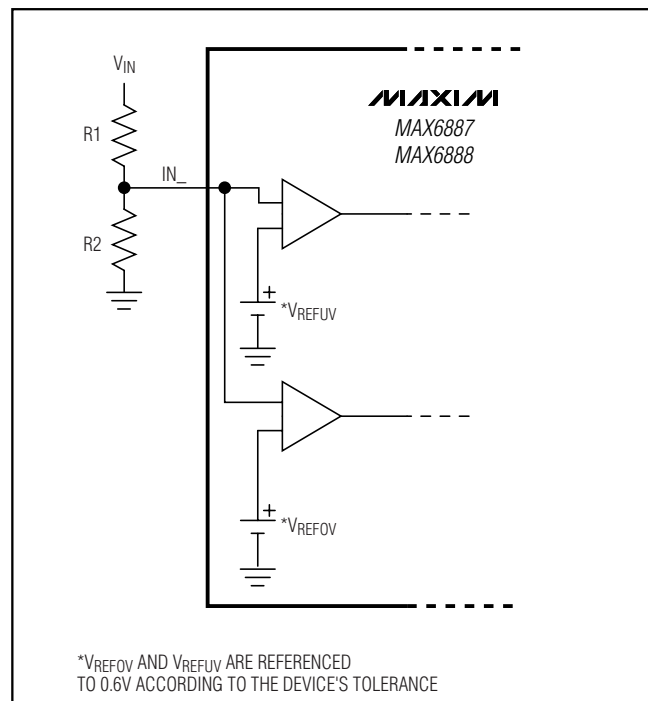 VIN
R1
R2
IN_
MAXIM
MAX6887
MAX6888
+
*VREFUV
+
*VREFOV
*VREFOV AND VREFUV ARE REFERENCED
TO 0.6V ACCORDING TO THE DEVICE'S TOLERANCE